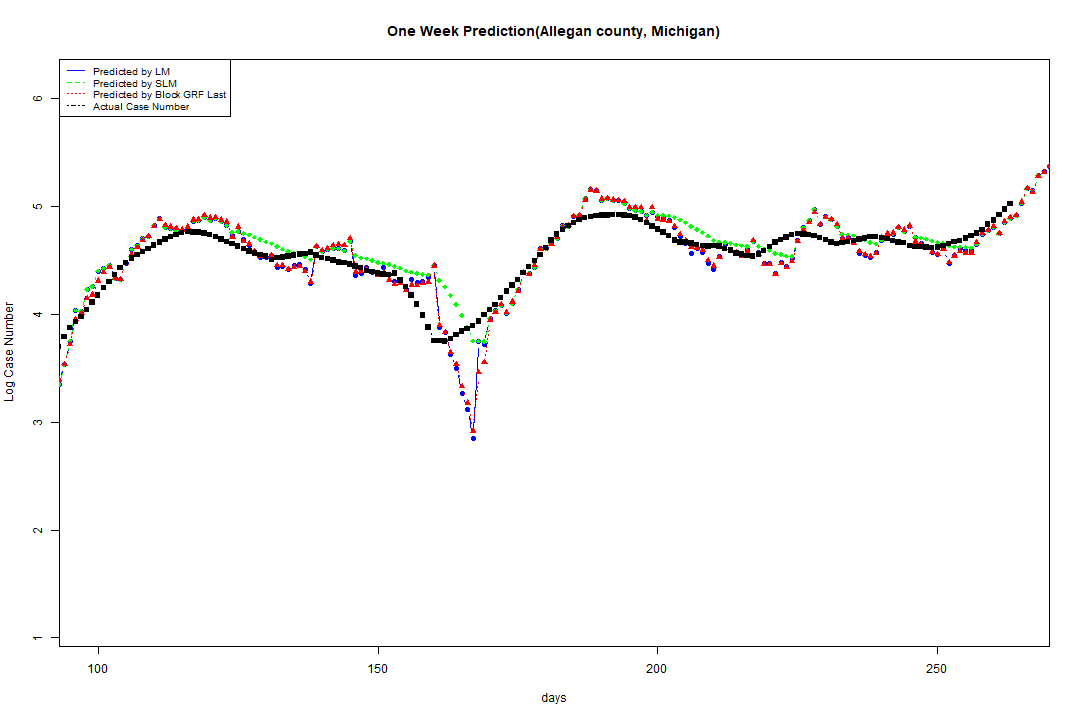 One Week Prediction(Allegan county, Michigan)
Predicted by LM
Predicted by SLM
Predicted by Block GRF Last
Actual Case Number
6
5
4
3
2
1
Log Case Number
100 150 200 250
days